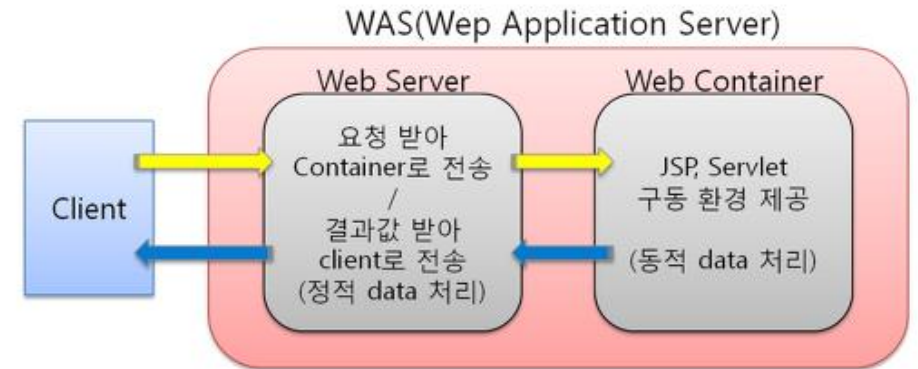 WAS(Wep Application Server)
Web Server
Web Container
Client
요청 받아
Container로 전송
/
결과값 받아
client로 전송
(정적 data 처리)
JSP, Servlet
구동 환경 제공
(동적 data 처리)